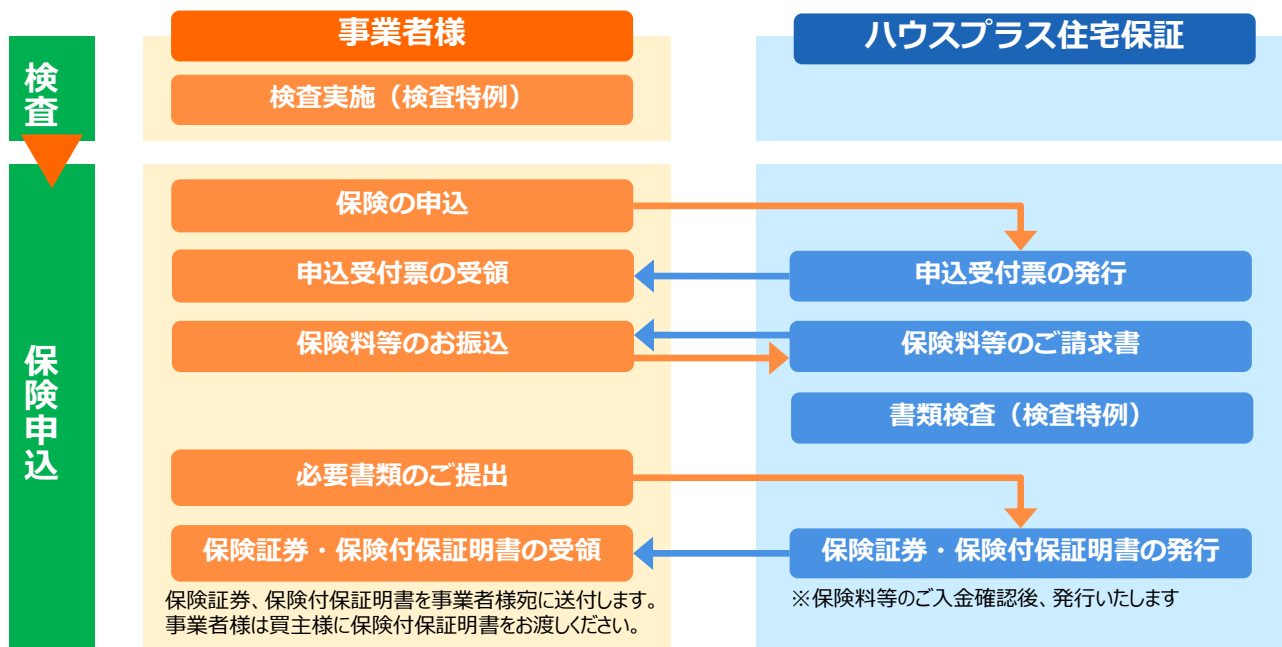 事業者様
ハウスプラス住宅保証
検査
検査実施（検査特例）
保険申込
保険の申込
申込受付票の受領
申込受付票の発行
保険料等のお振込
保険料等のご請求書
書類検査（検査特例）
必要書類のご提出
保険証券・保険付保証明書の受領
保険証券・保険付保証明書の発行
保険証券、保険付保証明書を事業者様宛に送付します。
事業者様は買主様に保険付保証明書をお渡しください。
※保険料等のご入金確認後、発行いたします